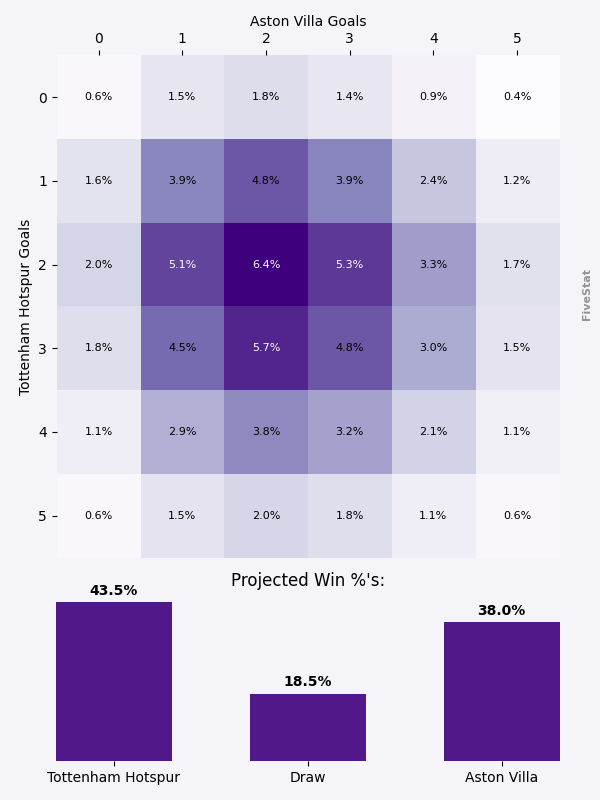 Aston Villa Goals
0 1 2 3 4 5
Tottenham Hotspur Goals
0 0.6% 1.5% 1.8% 1.4% 0.9% 0.4%
1 1.6% 3.9% 4.8% 3.9% 2.4% 1.2%
2 2.0% 5.1% 6.4% 5.3% 3.3% 1.7%
3 1.8% 4.5% 5.7% 4.8% 3.0% 1.5%
4 1.1% 2.9% 3.8% 3.2% 2.1% 1.1%
5 0.6% 1.5% 2.0% 1.8% 1.1% 0.6%
FiveStat
Projected Win %'s:
43.5% 18.5% 38.0%
Tottenham Hotspur Draw Aston Villa